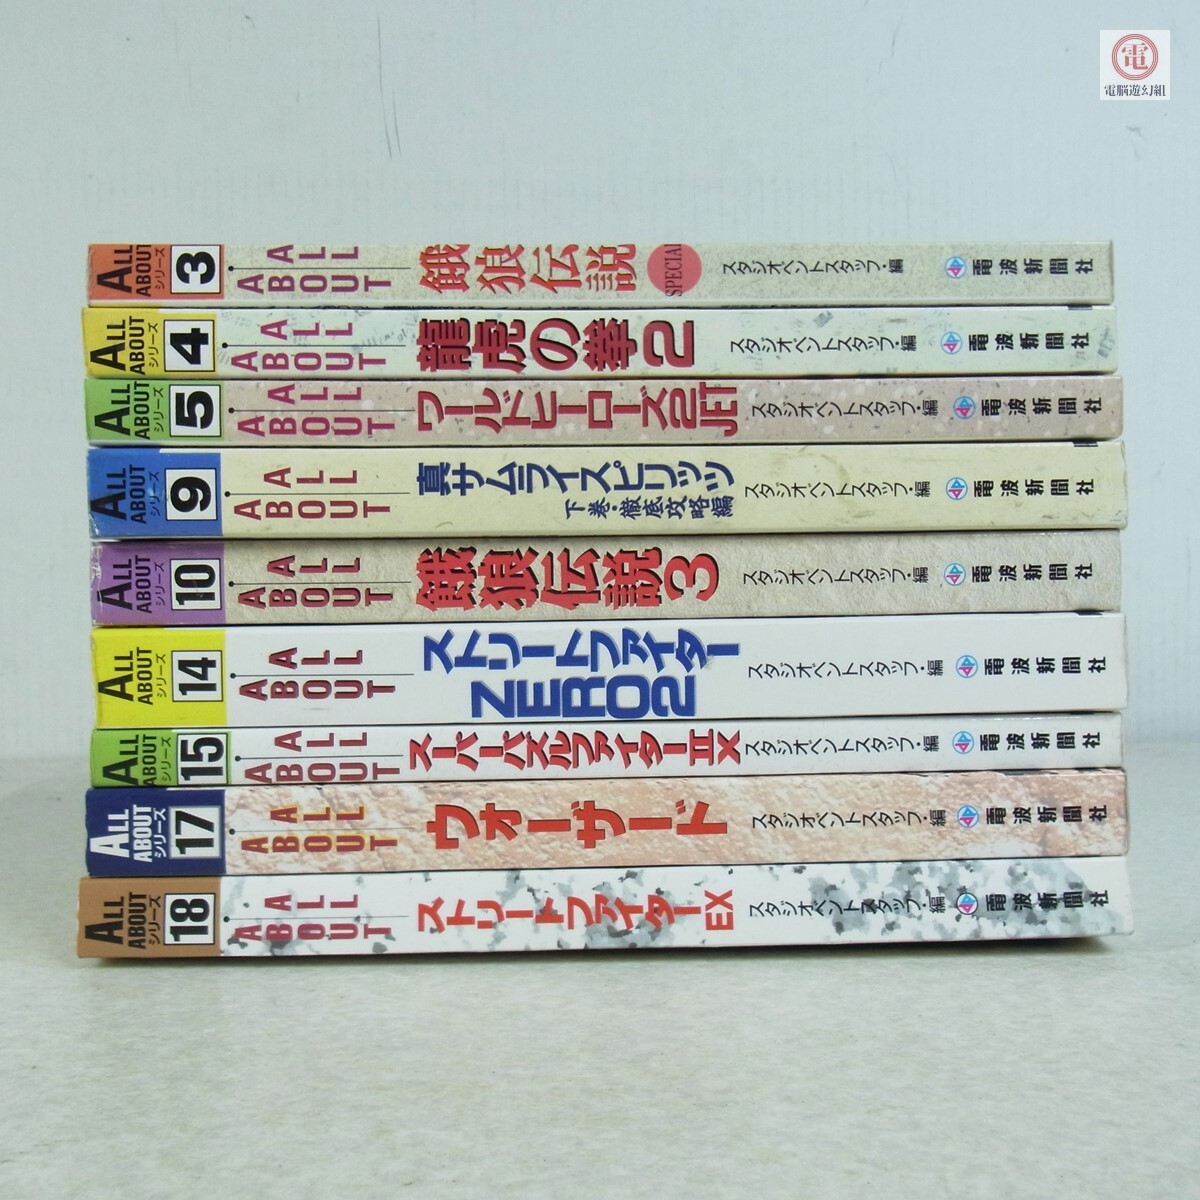 電
電脳遊幻組
ALL ABOUT シリーズ 3 ALL ABOUT 餓狼伝説 SPECIAL スタジオベントスタッフ・編 電波新聞社
ALL ABOUT シリーズ 4 ALL ABOUT 龍虎の拳2 スタジオベントスタッフ・編 電波新聞社
ALL ABOUT シリーズ 5 ALL ABOUT ワールドヒーローズ2JET スタジオベントスタッフ・編 電波新聞社
ALL ABOUT シリーズ 9 ALL ABOUT 真サムライスピリッツ 下巻・徹底攻略編 スタジオベントスタッフ・編 電波新聞社
ALL ABOUT シリーズ 10 ALL ABOUT 餓狼伝説3 スタジオベントスタッフ・編 電波新聞社
ALL ABOUT シリーズ 14 ALL ABOUT ストリートファイターZERO2 スタジオベントスタッフ・編 電波新聞社
ALL ABOUT シリーズ 15 ALL ABOUT スーパーパズルファイターⅡX スタジオベントスタッフ・編 電波新聞社
ALL ABOUT シリーズ 17 ALL ABOUT ウォーザード スタジオベントスタッフ・編 電波新聞社
ALL ABOUT シリーズ 18 ALL ABOUT ストリートファイターEX スタジオベントスタッフ・編 電波新聞社